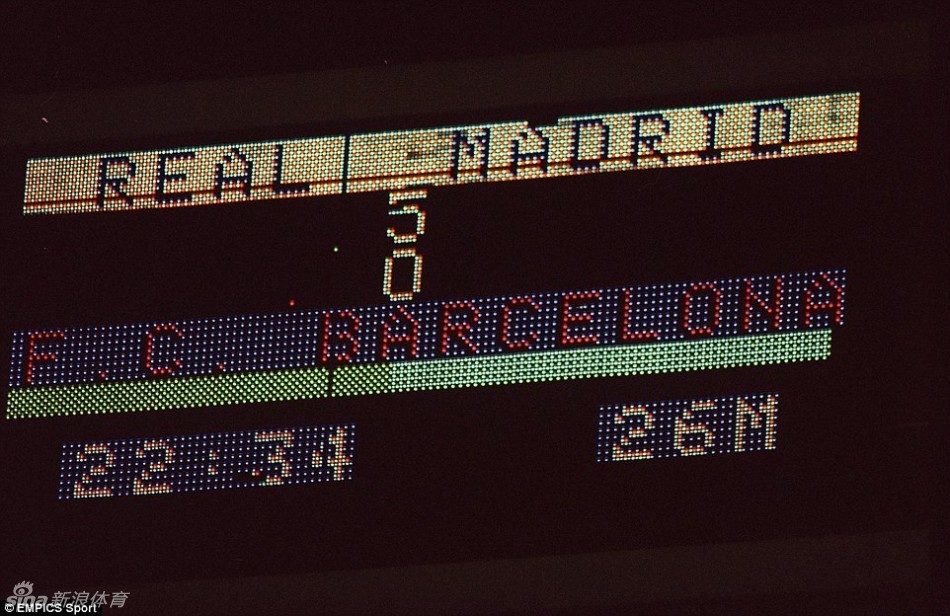 REAL MADRID
5
0
F.C. BARCELONA
22:34 26M
sina新浪体育
© EMPICS Sport